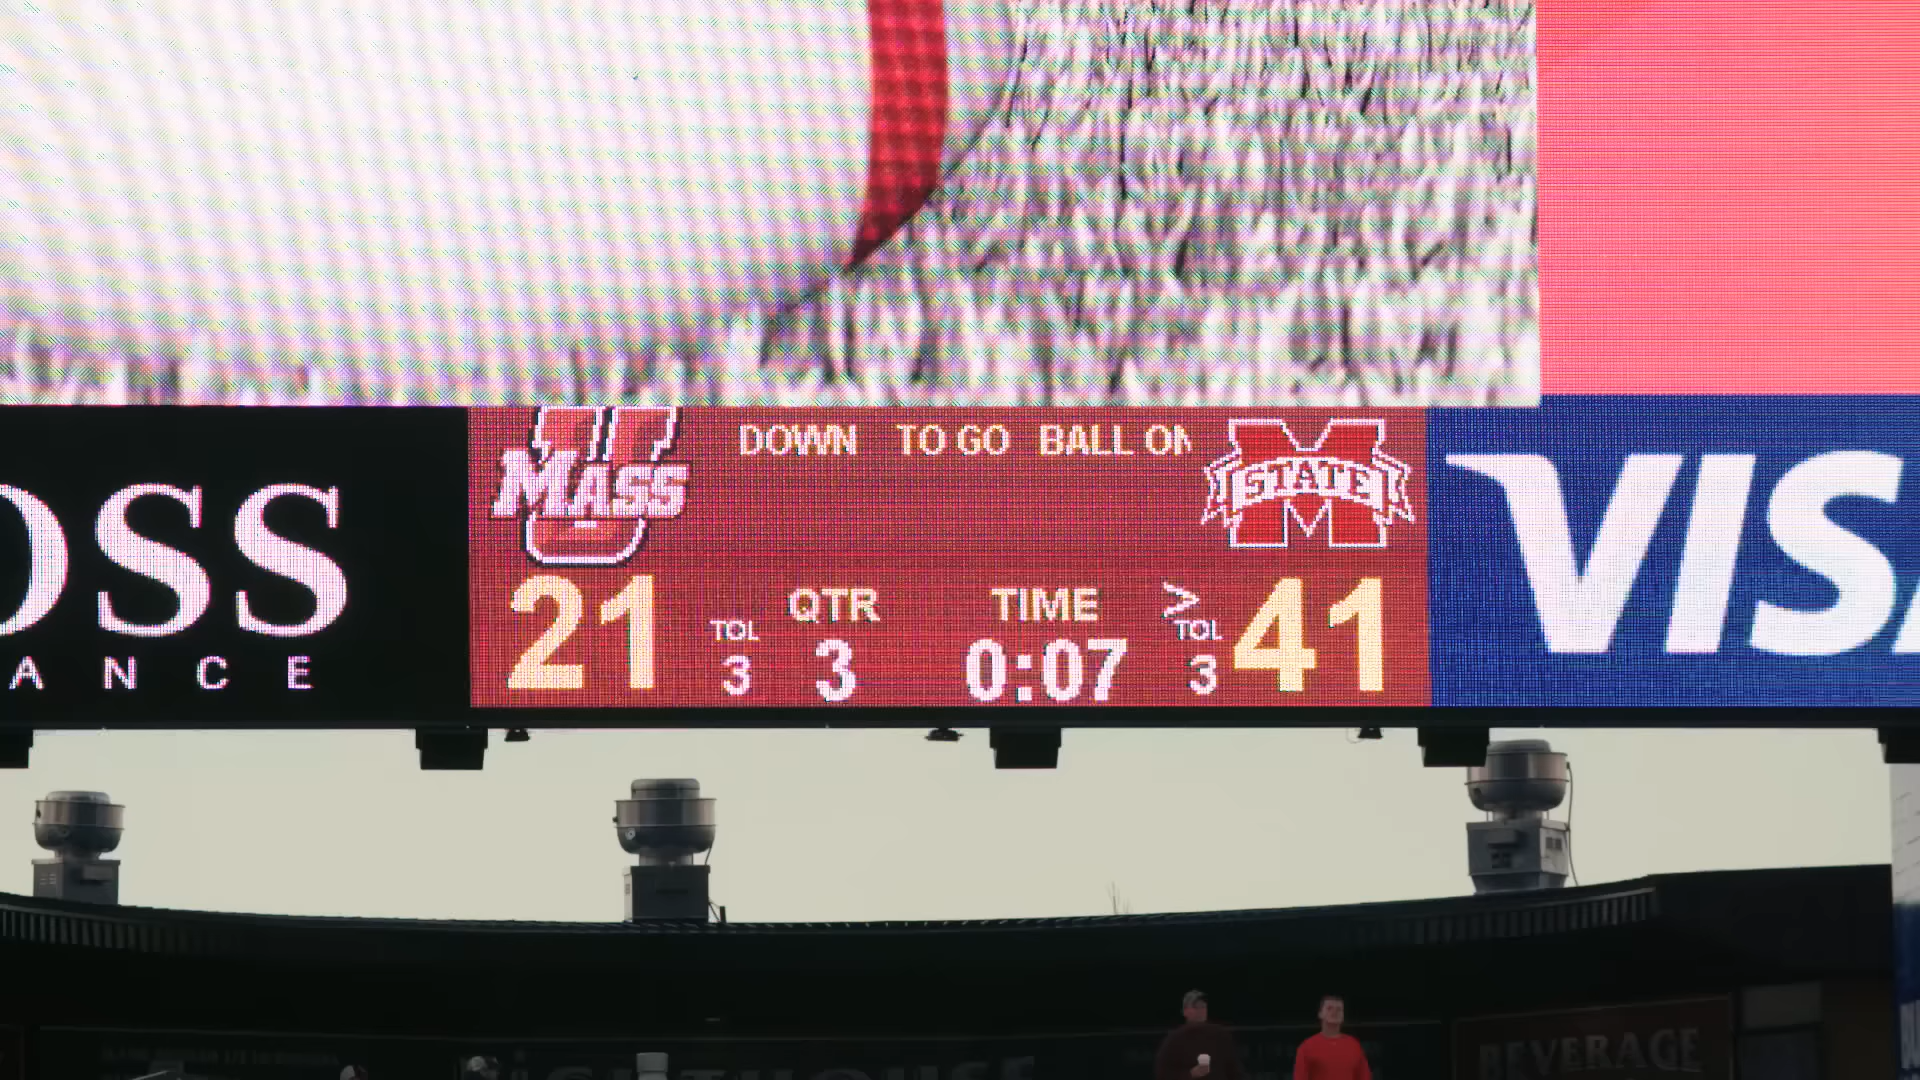 OSS
ANCE
U
MASS
DOWN TO GO BALL ON
M
STATE
VISA
21
TOL
3
QTR
3
TIME
0:07
>
TOL
3
41
BEVERAGE